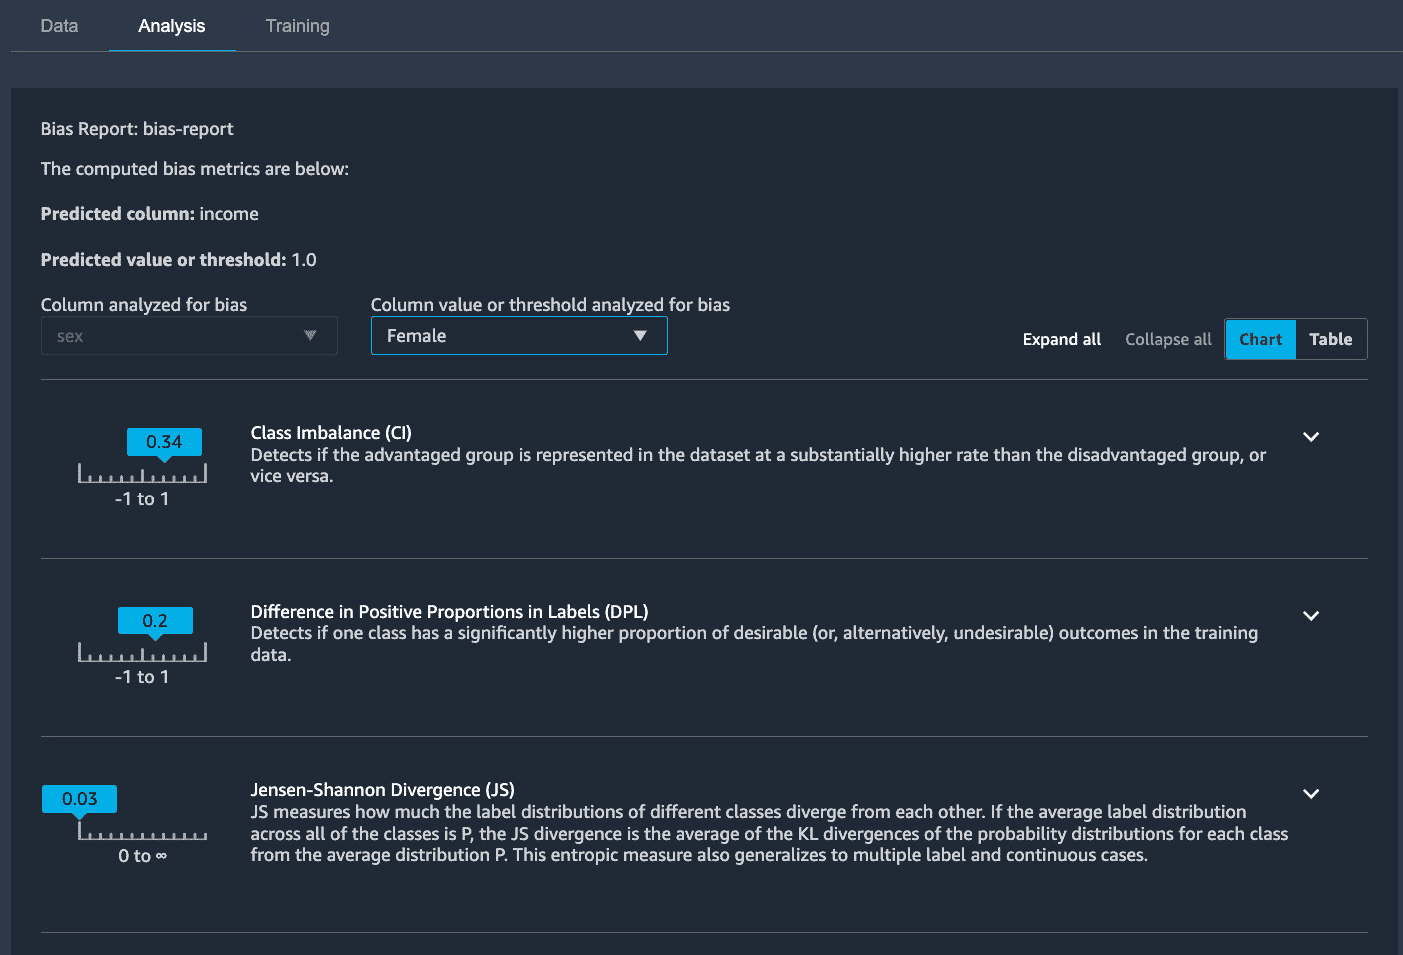 Data
Analysis
Training
Bias Report: bias-report
The computed bias metrics are below:
Predicted column: income
Predicted value or threshold: 1.0
Column analyzed for bias
Column value or threshold analyzed for bias
sex
Female
Expand all
Collapse all
Chart
Table
0.34
-1 to 1
Class Imbalance (CI)
Detects if the advantaged group is represented in the dataset at a substantially higher rate than the disadvantaged group, or
vice versa.
0.2
-1 to 1
Difference in Positive Proportions in Labels (DPL)
Detects if one class has a significantly higher proportion of desirable (or, alternatively, undesirable) outcomes in the training
data.
0.03
0 to ∞
Jensen-Shannon Divergence (JS)
JS measures how much the label distributions of different classes diverge from each other. If the average label distribution
across all of the classes is P, the JS divergence is the average of the KL divergences of the probability distributions for each class
from the average distribution P. This entropic measure also generalizes to multiple label and continuous cases.